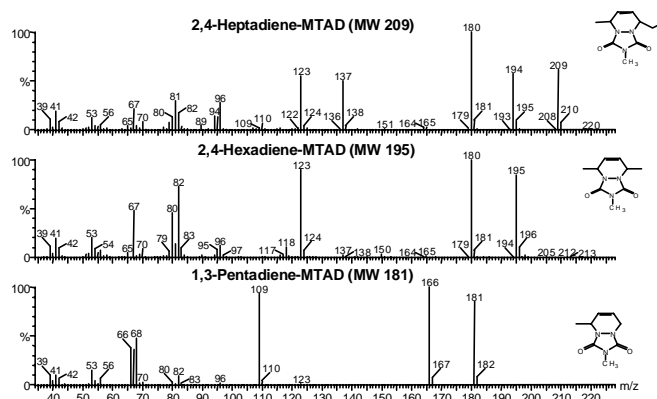 2,4-Heptadiene-MTAD (MW 209)
100
%
0
39 41 42 53 56 65 67 70 80 81 82 89 94 96 109 110 122 123 124 136 137 138 151 164 165 179 180 181 193 194 195 208 209 210 220
N N
O N O
CH3
2,4-Hexadiene-MTAD (MW 195)
100
%
0
39 41 42 53 54 65 67 70 79 80 82 83 95 96 97 117 118 123 124 137 138 150 164 165 179 180 181 194 195 196 205 212 213
N N
O N O
CH3
1,3-Pentadiene-MTAD (MW 181)
100
%
0
39 41 42 53 56 66 68 70 80 82 83 96 109 110 123 166 167 181 182
N N
O N O
CH3
40 50 60 70 80 90 100 110 120 130 140 150 160 170 180 190 200 210 220 m/z